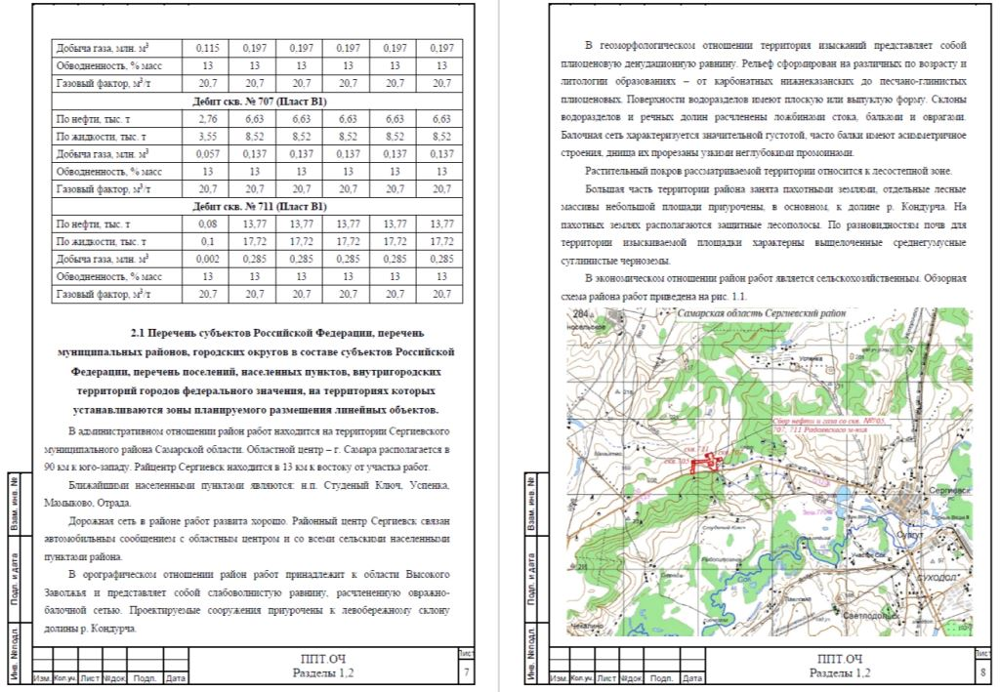 Добыча газа, млн. м³ 0,115 0,197 0,197 0,197 0,197 0,197
Обводненность, % масс 13 13 13 13 13 13
Газовый фактор, м³/т 20,7 20,7 20,7 20,7 20,7 20,7
Дебит скв. № 707 (Пласт В1)
По нефти, тыс. т 2,76 6,63 6,63 6,63 6,63 6,63
По жидкости, тыс. т 3,55 8,52 8,52 8,52 8,52 8,52
Добыча газа, млн. м³ 0,057 0,137 0,137 0,137 0,137 0,137
Обводненность, % масс 13 13 13 13 13 13
Газовый фактор, м³/т 20,7 20,7 20,7 20,7 20,7 20,7
Дебит скв. № 711 (Пласт В1)
По нефти, тыс. т 0,08 13,77 13,77 13,77 13,77 13,77
По жидкости, тыс. т 0,1 17,72 17,72 17,72 17,72 17,72
Добыча газа, млн. м³ 0,002 0,285 0,285 0,285 0,285 0,285
Обводненность, % масс 13 13 13 13 13 13
Газовый фактор, м³/т 20,7 20,7 20,7 20,7 20,7 20,7
2.1 Перечень субъектов Российской Федерации, перечень
муниципальных районов, городских округов в составе субъектов Российской
Федерации, перечень поселений, населенных пунктов, внутригородских
территорий городов федерального значения, на территориях которых
устанавливаются зоны планируемого размещения линейных объектов.
В административном отношении район работ находится на территории Сергиевского
муниципального района Самарской области. Областной центр – г. Самара располагается в
90 км к юго-западу. Райцентр Сергиевск находится в 13 км к востоку от участка работ.
Ближайшими населенными пунктами являются: н.п. Студеный Ключ, Успенка,
Мамыково, Отрада.
Дорожная сеть в районе работ развита хорошо. Районный центр Сергиевск связан
автомобильным сообщением с областным центром и со всеми сельскими населенными
пунктами района.
В орографическом отношении район работ принадлежит к области Высокого
Заволжья и представляет собой слабоволнистую равнину, расчлененную овражно-
балочной сетью. Проектируемые сооружения приурочены к левобережному склону
долины р. Кондурча.
Взам. инв. №
Подп. и дата
Инв. №подл.
Изм. Кол.уч. Лист №док. Подп. Дата
ППТ.ОЧ
Разделы 1,2
Лист
7
В геоморфологическом отношении территория изысканий представляет собой
плиоценовую денудационную равнину. Рельеф сформирован на различных по возрасту и
литологии образованиях – от карбонатных нижнеказанских до песчано-глинистых
плиоценовых. Поверхности водоразделов имеют плоскую или выпуклую форму. Склоны
водоразделов и речных долин расчленены ложбинами стока, балками и оврагами.
Балочная сеть характеризуется значительной густотой, часто балки имеют асимметричное
строения, днища их прорезаны узкими неглубокими промоинами.
Растительный покров рассматриваемой территории относится к лесостепной зоне.
Большая часть территории района занята пахотными землями, отдельные лесные
массивы небольшой площади приурочены, в основном, к долине р. Кондурча. На
пахотных землях располагаются защитные лесополосы. По разновидностям почв для
территории изыскиваемой площадки характерны выщелоченные среднегумусные
суглинистые черноземы.
В экономическом отношении район работ является сельскохозяйственным. Обзорная
схема района работ приведена на рис. 1.1.
Самарская область Сергиевский район
Успенка
Сбор нефти и газа со скв. №№705,
707, 711 Радаевского м-ния
скв.711
скв.705
Сергиевск
Студеный Ключ
Сургут
Сок
СУХОДОЛ
Светлодольск
Чекалино
Взам. инв. №
Подп. и дата
Инв. №подл.
Изм. Кол.уч. Лист №док. Подп. Дата
ППТ.ОЧ
Разделы 1,2
Лист
8